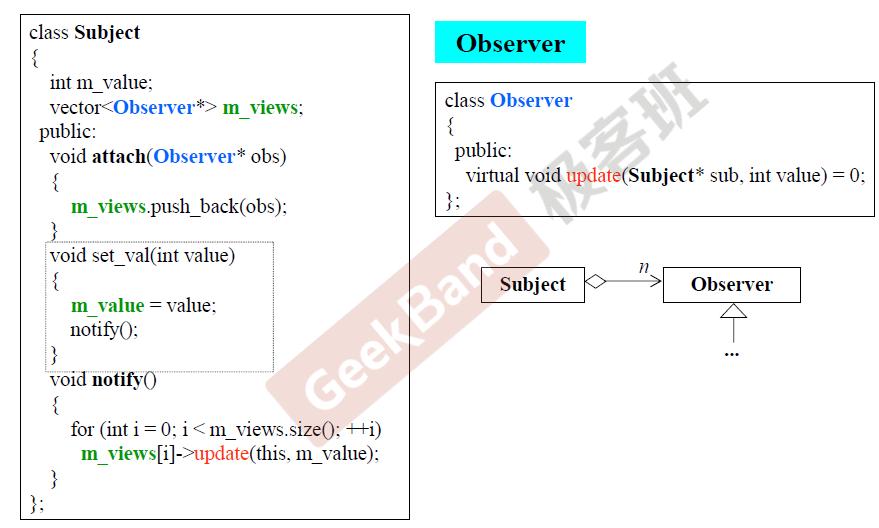 class Subject
{
int m_value;
vector<Observer*> m_views;
public:
void attach(Observer* obs)
{
m_views.push_back(obs);
}
void set_val(int value)
{
m_value = value;
notify();
}
void notify()
{
for (int i = 0; i < m_views.size(); ++i)
m_views[i]->update(this, m_value);
}
};
Observer
class Observer
{
public:
virtual void update(Subject* sub, int value) = 0;
};
Subject
n
Observer
...
GeekBand 极客班